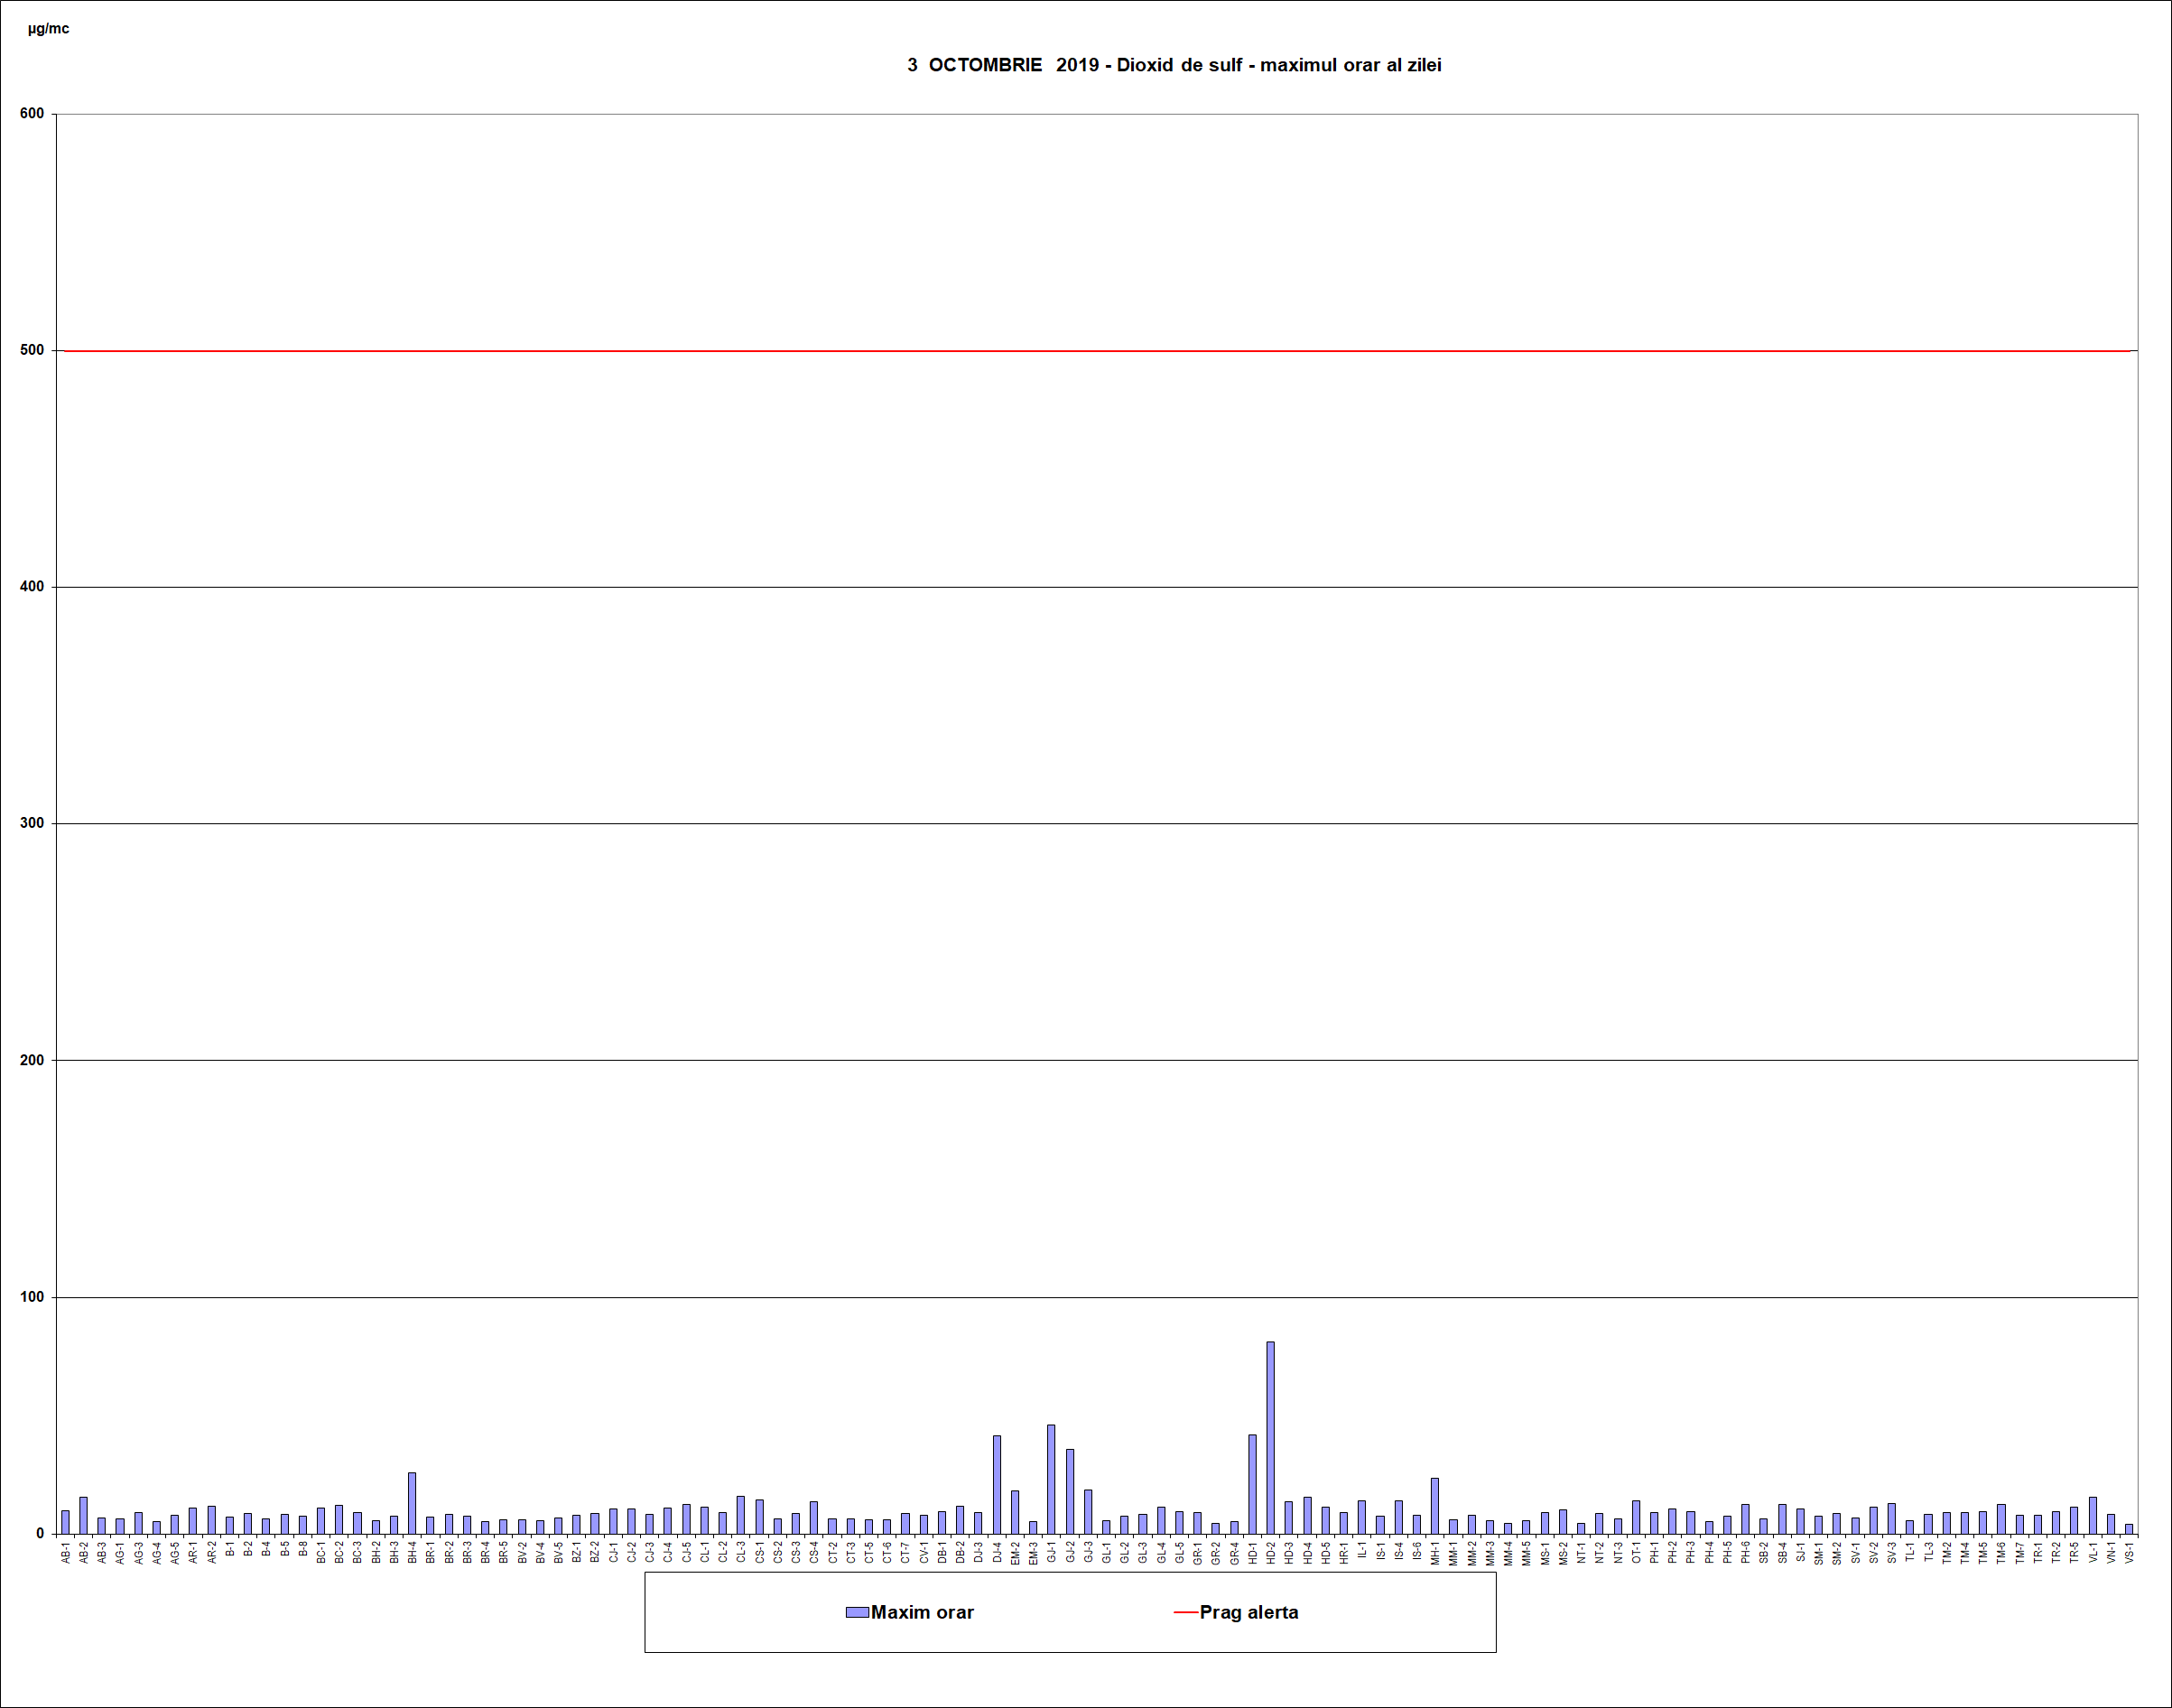 µg/mc
3 OCTOMBRIE 2019 - Dioxid de sulf - maximul orar al zilei
600
500
400
300
200
100
0
AB-1 AB-2 AB-3 AG-1 AG-3 AG-4 AG-5 AR-1 AR-2 B-1 B-2 B-4 B-5 B-8 BC-1 BC-2 BC-3 BH-2 BH-3 BH-4 BR-1 BR-2 BR-3 BR-4 BR-5 BV-2 BV-4 BV-5 BZ-1 BZ-2 CJ-1 CJ-2 CJ-3 CJ-4 CJ-5 CL-1 CL-2 CL-3 CS-1 CS-2 CS-3 CS-4 CT-2 CT-3 CT-5 CT-6 CT-7 CV-1 DB-1 DB-2 DJ-3 DJ-4 EM-2 EM-3 GJ-1 GJ-2 GJ-3 GL-1 GL-2 GL-3 GL-4 GL-5 GR-1 GR-2 GR-4 HD-1 HD-2 HD-3 HD-4 HD-5 HR-1 IL-1 IS-1 IS-4 IS-6 MH-1 MM-1 MM-2 MM-3 MM-4 MM-5 MS-1 MS-2 NT-1 NT-2 NT-3 OT-1 PH-1 PH-2 PH-3 PH-4 PH-5 PH-6 SB-2 SB-4 SJ-1 SM-1 SM-2 SV-1 SV-2 SV-3 TL-1 TL-3 TM-2 TM-4 TM-5 TM-6 TM-7 TR-1 TR-2 TR-5 VL-1 VN-1 VS-1
Maxim orar Prag alerta